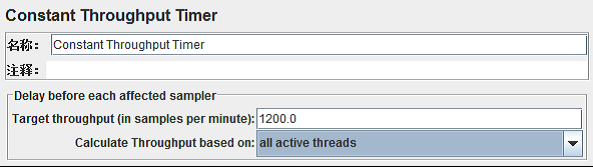 Constant Throughput Timer
名称： Constant Throughput Timer
注释：
Delay before each affected sampler
Target throughput (in samples per minute): 1200.0
Calculate Throughput based on: all active threads